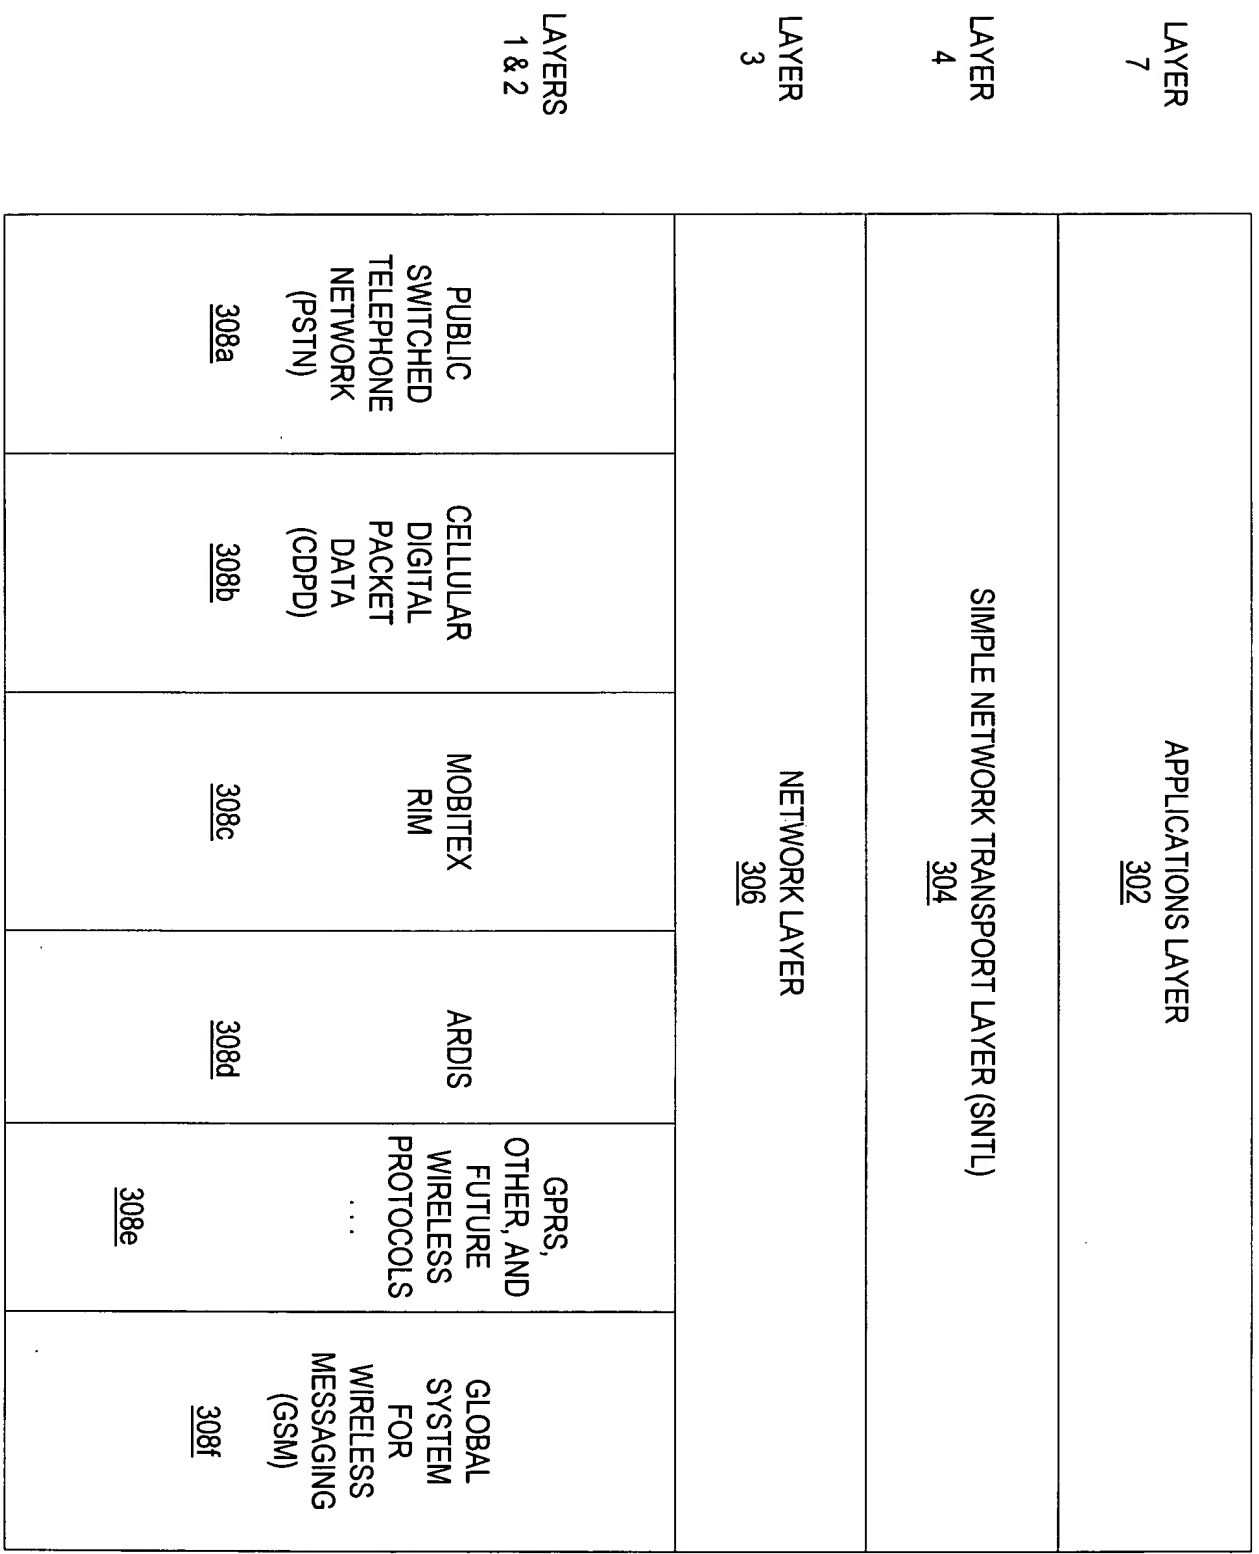 LAYER
7
APPLICATIONS LAYER
302
LAYER
4
SIMPLE NETWORK TRANSPORT LAYER (SNTL)
304
LAYER
3
NETWORK LAYER
306
LAYERS
1 & 2
PUBLIC
SWITCHED
TELEPHONE
NETWORK
(PSTN)
308a
CELLULAR
DIGITAL
PACKET
DATA
(CDPD)
308b
MOBITEX
RIM
308c
ARDIS
308d
GPRS,
OTHER, AND
FUTURE
WIRELESS
PROTOCOLS
...
308e
GLOBAL
SYSTEM
FOR
WIRELESS
MESSAGING
(GSM)
308f